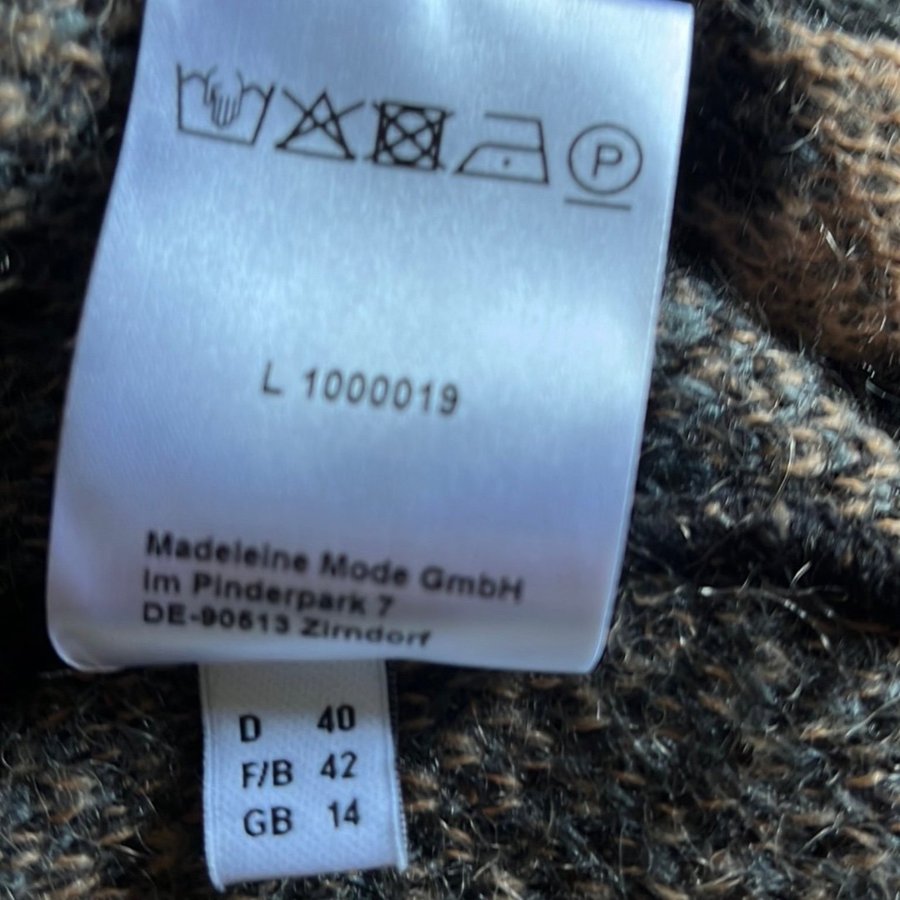 P
L 1000019
Madeleine Mode GmbH
Im Pinderpark 7
DE-90513 Zirndorf
D 40
F/B 42
GB 14